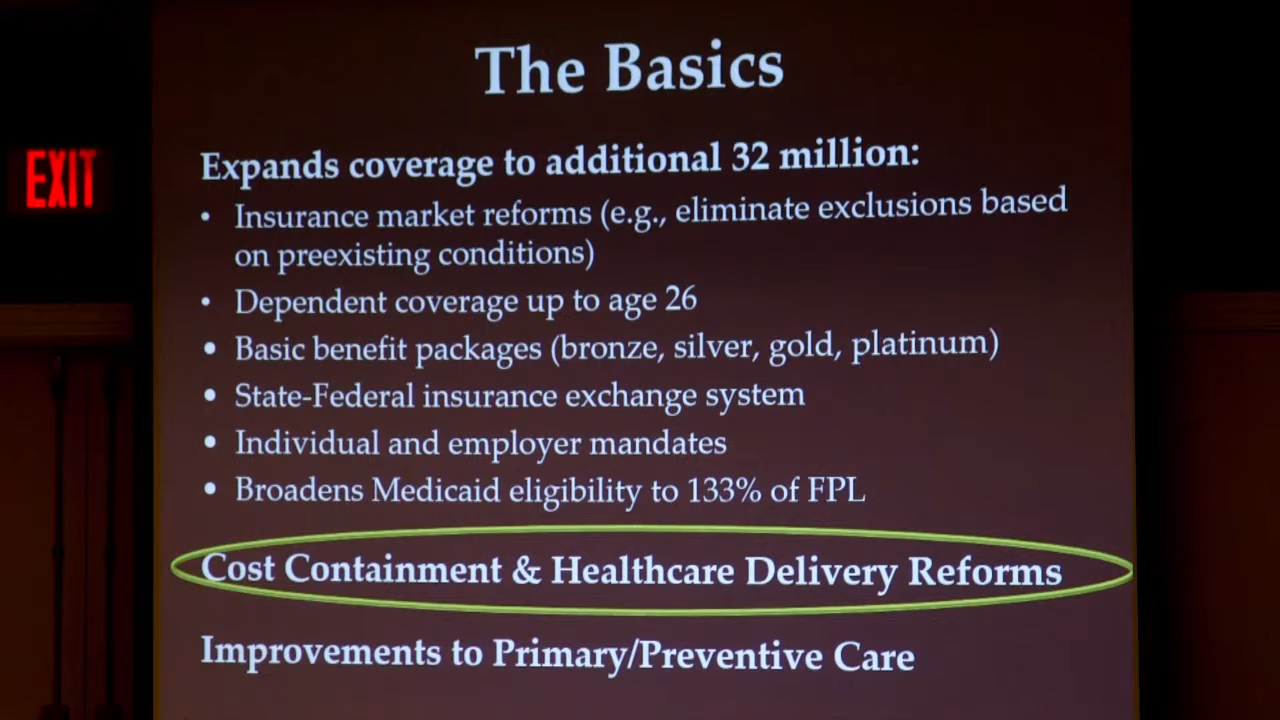 The Basics
EXIT
Expands coverage to additional 32 million:
• Insurance market reforms (e.g., eliminate exclusions based
on preexisting conditions)
• Dependent coverage up to age 26
• Basic benefit packages (bronze, silver, gold, platinum)
• State-Federal insurance exchange system
• Individual and employer mandates
• Broadens Medicaid eligibility to 133% of FPL
Cost Containment & Healthcare Delivery Reforms
Improvements to Primary/Preventive Care